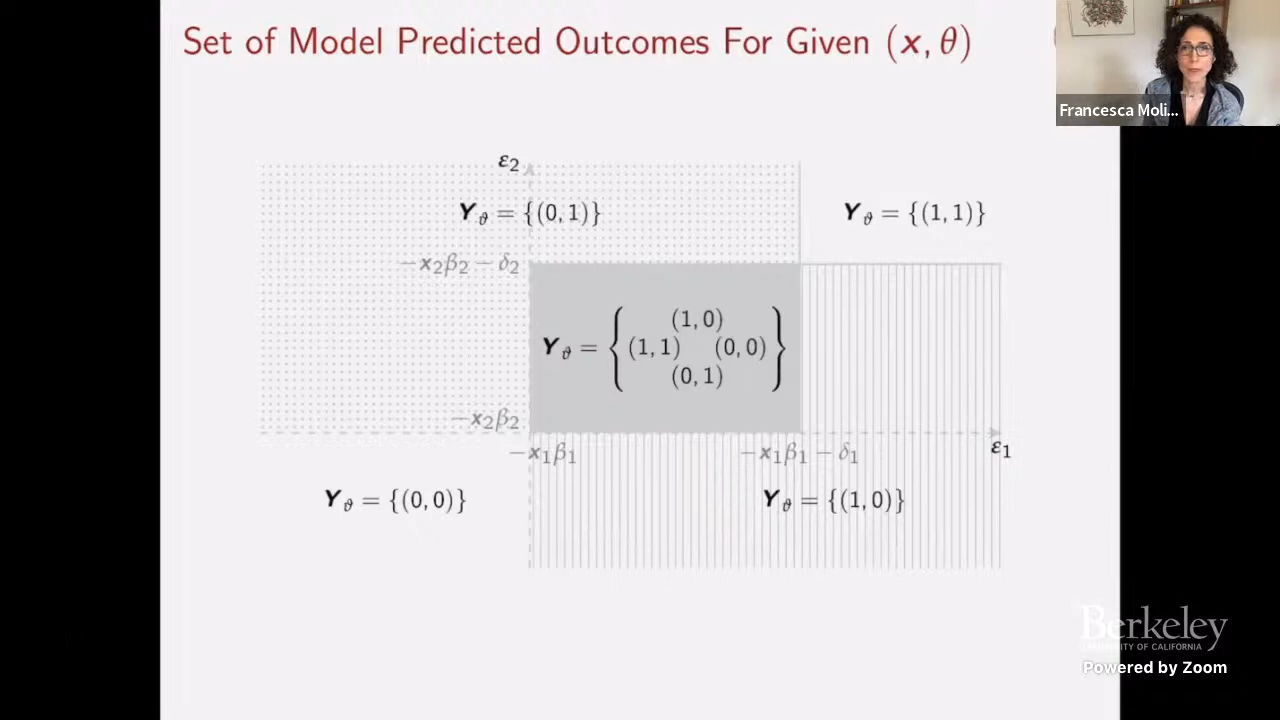 Set of Model Predicted Outcomes For Given (x, θ)
Francesca Moli...
ε₂
Y_ϑ = {(0, 1)}
Y_ϑ = {(1, 1)}
−x₂β₂ − δ₂
(1, 0)
Y_ϑ = { (1, 1) (0, 0) }
(0, 1)
−x₂β₂
−x₁β₁
−x₁β₁ − δ₁
ε₁
Y_ϑ = {(0, 0)}
Y_ϑ = {(1, 0)}
Berkeley
UNIVERSITY OF CALIFORNIA
Powered by Zoom